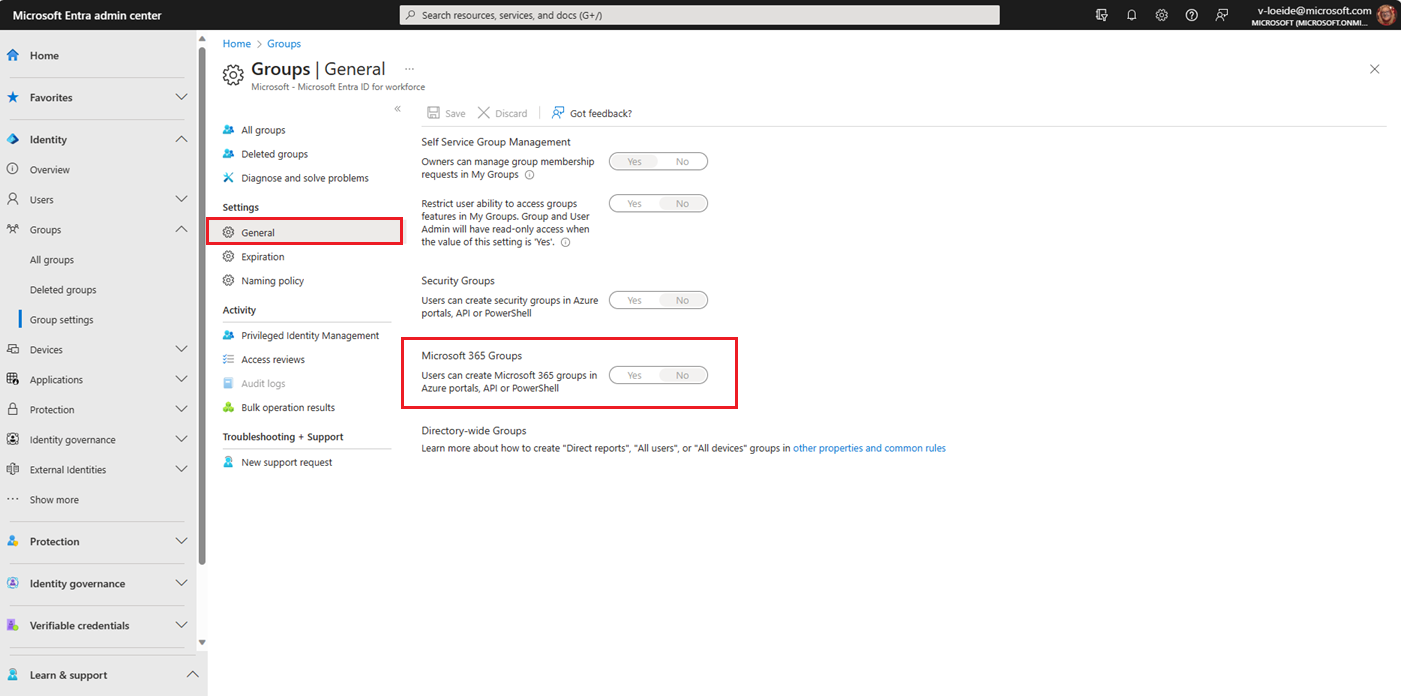 Microsoft Entra admin center
Search resources, services, and docs (G+/)
v-loeide@microsoft.com
MICROSOFT (MICROSOFT.ONMI...
Home
Favorites
Identity
Overview
Users
Groups
All groups
Deleted groups
Group settings
Devices
Applications
Protection
Identity governance
External Identities
Show more
Protection
Identity governance
Verifiable credentials
Learn & support
Home > Groups
Groups | General ...
Microsoft - Microsoft Entra ID for workforce
All groups
Deleted groups
Diagnose and solve problems
Settings
General
Expiration
Naming policy
Activity
Privileged Identity Management
Access reviews
Audit logs
Bulk operation results
Troubleshooting + Support
New support request
Save Discard Got feedback?
Self Service Group Management
Owners can manage group membership
requests in My Groups
Yes No
Restrict user ability to access groups
features in My Groups. Group and User
Admin will have read-only access when
the value of this setting is 'Yes'.
Yes No
Security Groups
Users can create security groups in Azure
portals, API or PowerShell
Yes No
Microsoft 365 Groups
Users can create Microsoft 365 groups in
Azure portals, API or PowerShell
Yes No
Directory-wide Groups
Learn more about how to create "Direct reports", "All users", or "All devices" groups in other properties and common rules